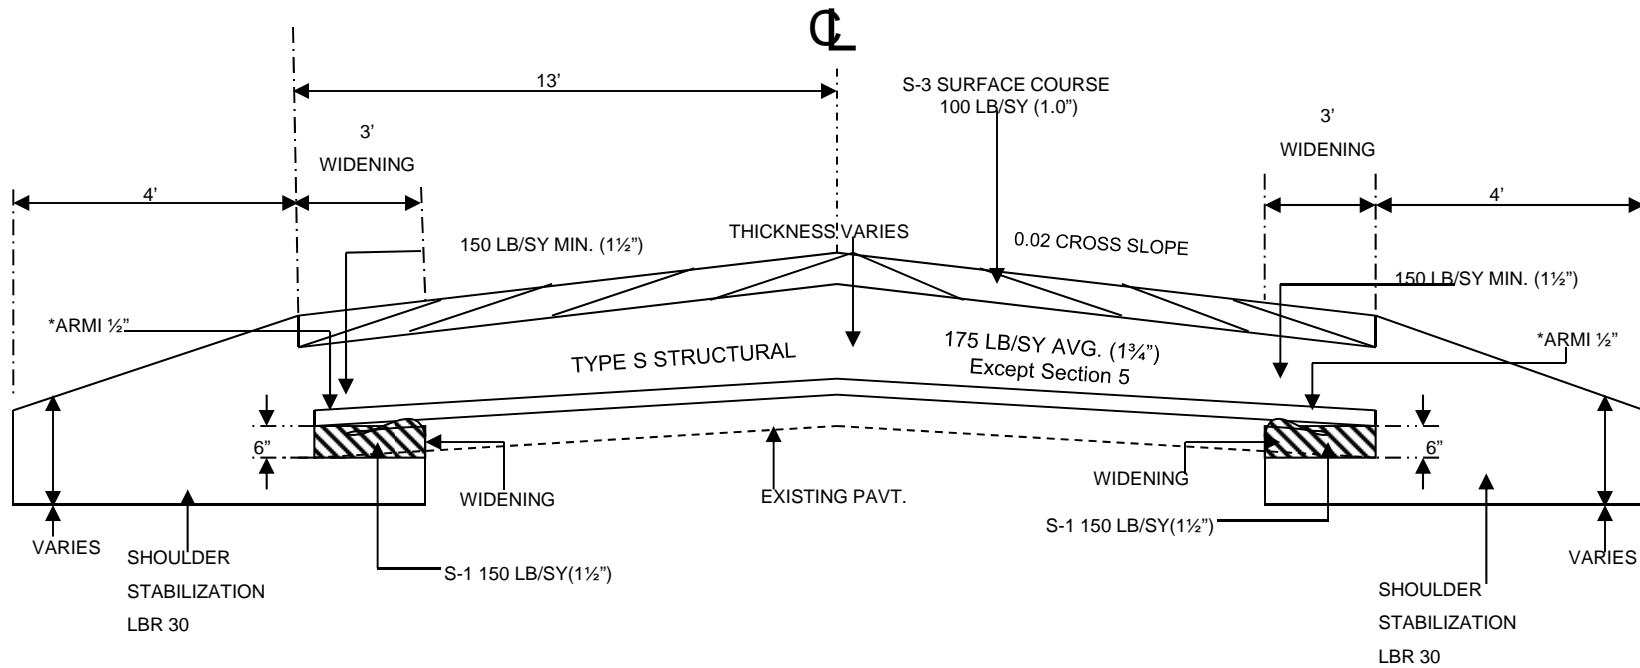 ℄
13’
S-3 SURFACE COURSE
100 LB/SY (1.0”)
3’
WIDENING
3’
WIDENING
4’
4’
THICKNESS VARIES
0.02 CROSS SLOPE
150 LB/SY MIN. (1½”)
150 LB/SY MIN. (1½”)
*ARMI ½”
*ARMI ½”
TYPE S STRUCTURAL
175 LB/SY AVG. (1¾”)
Except Section 5
6”
6”
WIDENING
EXISTING PAVT.
WIDENING
S-1 150 LB/SY(1½”)
VARIES
VARIES
SHOULDER
STABILIZATION
LBR 30
S-1 150 LB/SY(1½”)
SHOULDER
STABILIZATION
LBR 30